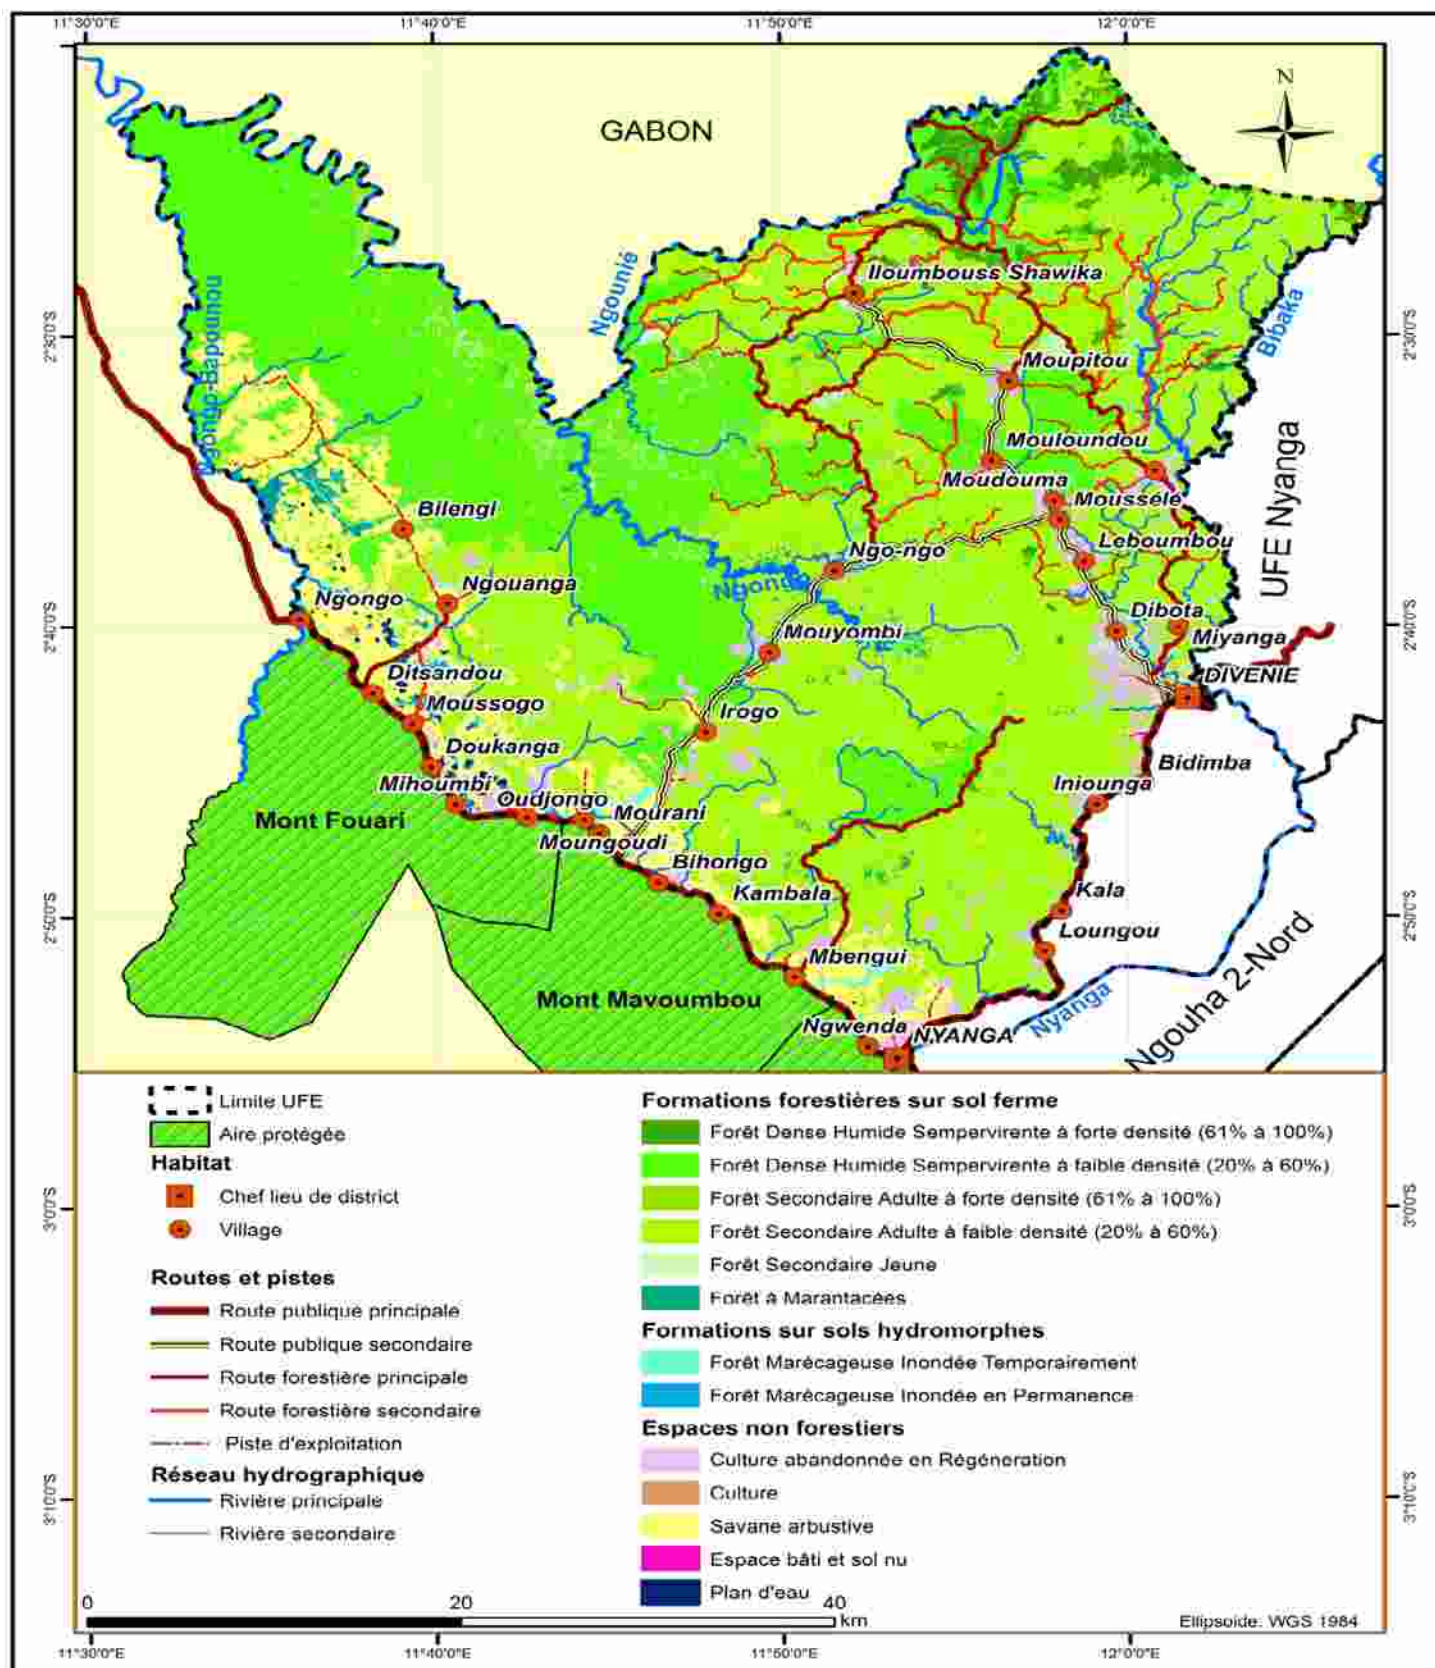 11°30'0"E 11°40'0"E 11°50'0"E 12°0'0"E
N
GABON
Iloumbouss Shawika
Ngounié
Ngongo-Bapounou
Bibaka
2°30'0"S
2°30'0"S
Moupitou
Mouloundou
Moudouma
Moussélé
UFE Nyanga
Bilengi
Leboumbou
Ngo-ngo
Ngouanga
Ngongo
Ngongo
Dibota
2°40'0"S
2°40'0"S
Mouyombi
Miyanga
Ditsandou
DIVENIE
Moussogo
Irogo
Doukanga
Bidimba
Mihoumbi
Iniounga
Oudjongo
Mourani
Mont Fouari
Moungoudi
Bihongo
Kambala
Kala
2°50'0"S
2°50'0"S
Loungou
Mbengui
Mont Mavoumbou
Nyanga
Ngwenda
NYANGA
Ngouha 2-Nord
Limite UFE
Aire protégée
Habitat
Chef lieu de district
Village
Routes et pistes
Route publique principale
Route publique secondaire
Route forestière principale
Route forestière secondaire
Piste d'exploitation
Réseau hydrographique
Rivière principale
Rivière secondaire
Formations forestières sur sol ferme
Forêt Dense Humide Sempervirente à forte densité (61% à 100%)
Forêt Dense Humide Sempervirente à faible densité (20% à 60%)
Forêt Secondaire Adulte à forte densité (61% à 100%)
Forêt Secondaire Adulte à faible densité (20% à 60%)
Forêt Secondaire Jeune
Forêt à Marantacées
Formations sur sols hydromorphes
Forêt Marécageuse Inondée Temporairement
Forêt Marécageuse Inondée en Permanence
Espaces non forestiers
Culture abandonnée en Régéneration
Culture
Savane arbustive
Espace bâti et sol nu
Plan d'eau
3°0'0"S
3°0'0"S
3°10'0"S
3°10'0"S
0 20 40
km
Ellipsoide: WGS 1984
11°30'0"E 11°40'0"E 11°50'0"E 12°0'0"E